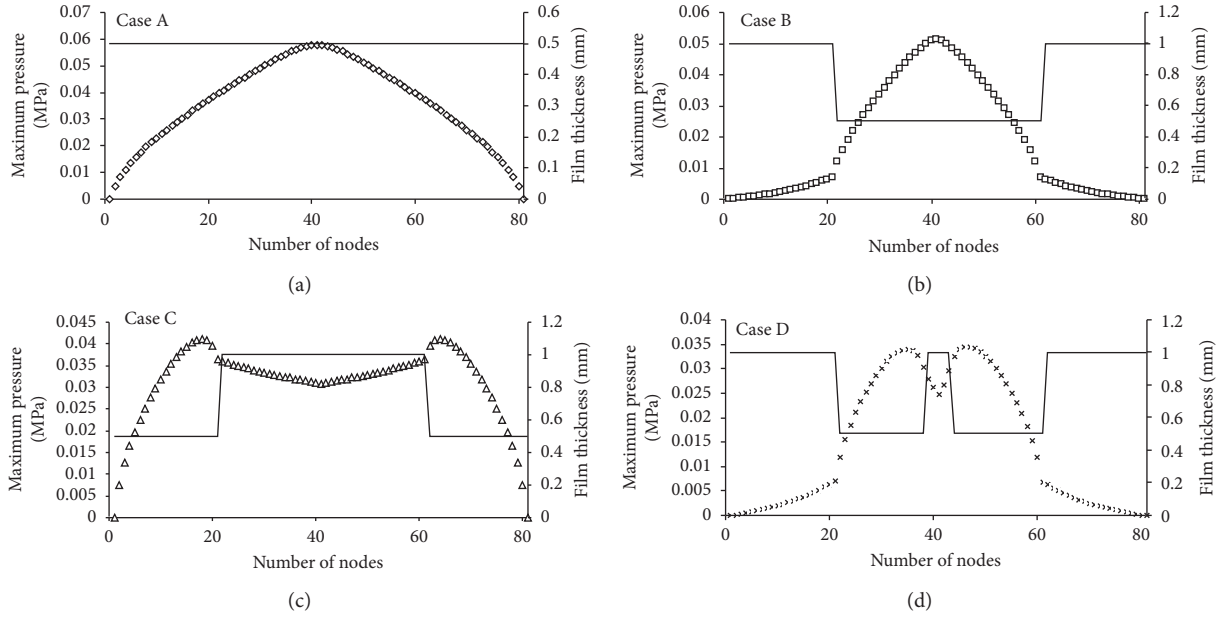 Case A
Maximum pressure
(MPa)
0.07
0.06
0.05
0.04
0.03
0.02
0.01
0
0.6
0.5
0.4
0.3
0.2
0.1
0
Film thickness (mm)
0 20 40 60 80
Number of nodes
(a)
Case B
Maximum pressure
(MPa)
0.06
0.05
0.04
0.03
0.02
0.01
0
1.2
1
0.8
0.6
0.4
0.2
0
Film thickness (mm)
0 20 40 60 80
Number of nodes
(b)
Case C
Maximum pressure
(MPa)
0.045
0.04
0.035
0.03
0.025
0.02
0.015
0.01
0.005
0
1.2
1
0.8
0.6
0.4
0.2
0
Film thickness (mm)
0 20 40 60 80
Number of nodes
(c)
Case D
Maximum pressure
(MPa)
0.04
0.035
0.03
0.025
0.02
0.015
0.01
0.005
0
1.2
1
0.8
0.6
0.4
0.2
0
Film thickness (mm)
0 20 40 60 80
Number of nodes
(d)